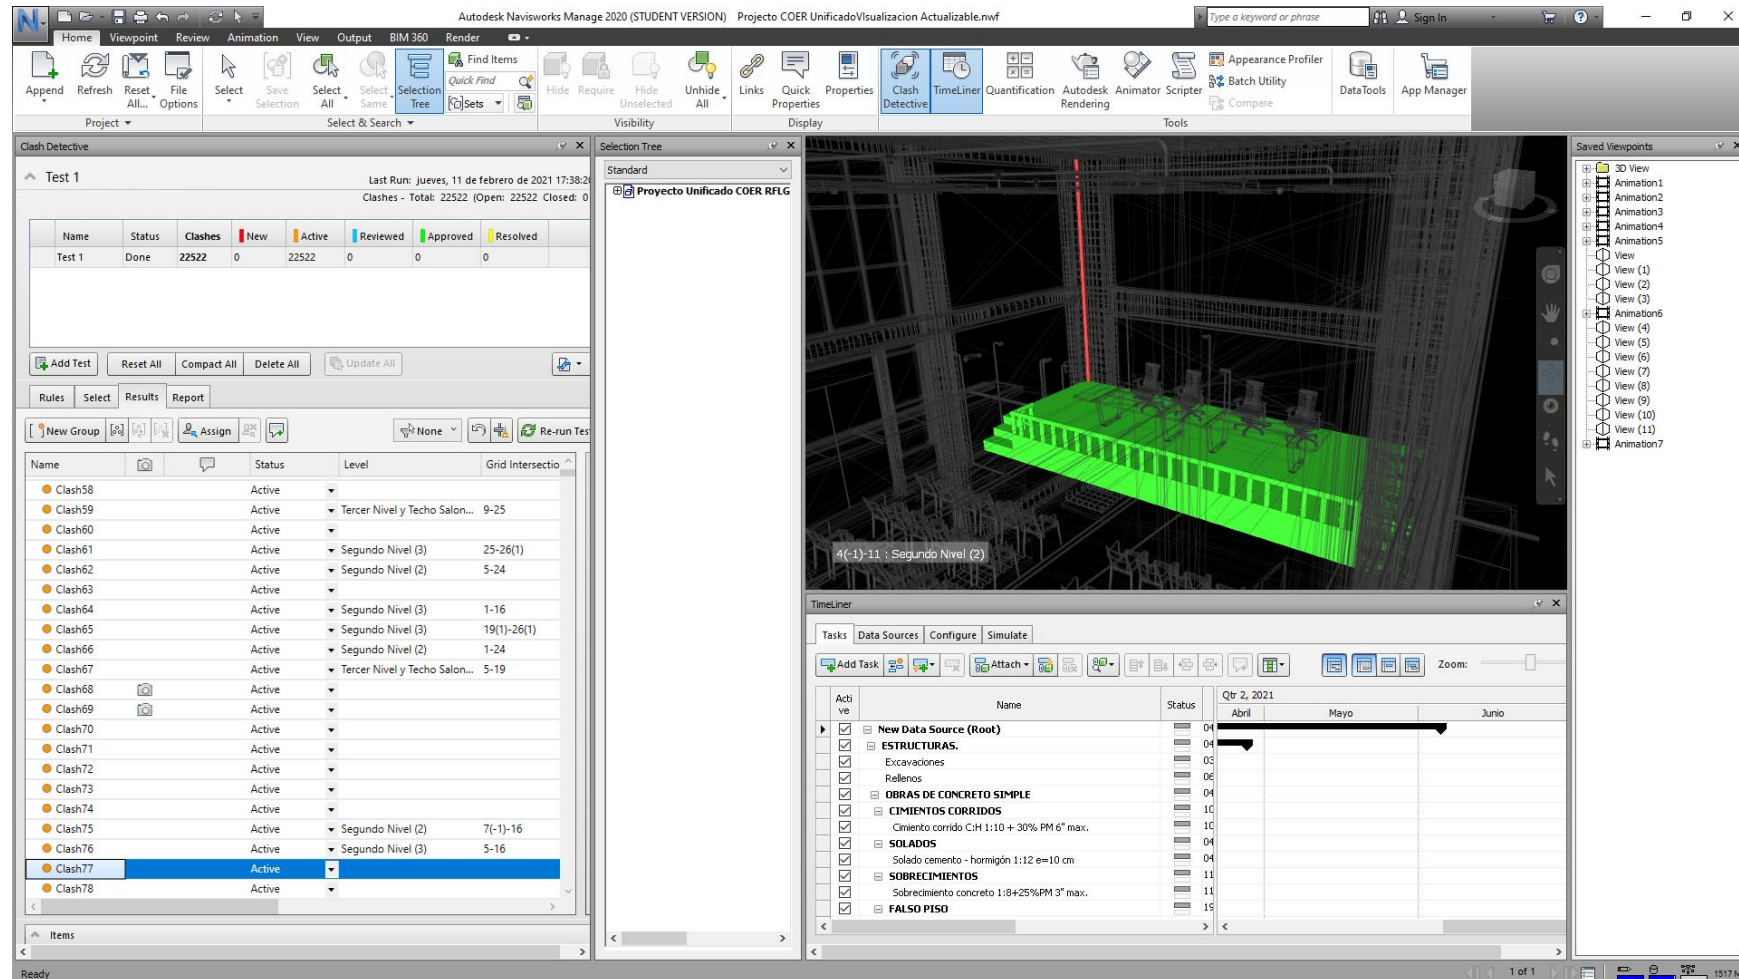 Autodesk Navisworks Manage 2020 (STUDENT VERSION) Projecto COER UnificadoVIsualizacion Actualizable.nwf
Type a keyword or phrase
Sign In
Home Viewpoint Review Animation View Output BIM 360 Render
Append Refresh Reset All... File Options Select Save Selection Select All Select Same Selection Tree
Find Items
Quick Find
Sets
Hide Require Hide Unselected Unhide All Links Quick Properties Properties Clash Detective TimeLiner Quantification Autodesk Rendering Animator Scripter
Appearance Profiler
Batch Utility
Compare
DataTools App Manager
Project Select & Search Visibility Display Tools
Clash Detective
Test 1
Last Run: jueves, 11 de febrero de 2021 17:38:2
Clashes - Total: 22522 (Open: 22522 Closed: 0
Name Status Clashes New Active Reviewed Approved Resolved
Test 1 Done 22522 0 22522 0 0 0
Add Test Reset All Compact All Delete All Update All
Rules Select Results Report
New Group Assign None Re-run Tes
Name Status Level Grid Intersectio
Clash58 Active
Clash59 Active Tercer Nivel y Techo Salon... 9-25
Clash60 Active
Clash61 Active Segundo Nivel (3) 25-26(1)
Clash62 Active Segundo Nivel (2) 5-24
Clash63 Active
Clash64 Active Segundo Nivel (3) 1-16
Clash65 Active Segundo Nivel (3) 19(1)-26(1)
Clash66 Active Segundo Nivel (2) 1-24
Clash67 Active Tercer Nivel y Techo Salon... 5-19
Clash68 Active
Clash69 Active
Clash70 Active
Clash71 Active
Clash72 Active
Clash73 Active
Clash74 Active
Clash75 Active Segundo Nivel (2) 7(-1)-16
Clash76 Active Segundo Nivel (3) 5-16
Clash77 Active
Clash78 Active
Items
Ready
Selection Tree
Standard
Proyecto Unificado COER RFLG
4(-1)-11 : Segundo Nivel (2)
TimeLiner
Tasks Data Sources Configure Simulate
Add Task Attach Zoom:
Active Name Status Qtr 2, 2021
Abril Mayo Junio
New Data Source (Root) 04
ESTRUCTURAS. 04
Excavaciones 03
Rellenos 06
OBRAS DE CONCRETO SIMPLE 04
CIMIENTOS CORRIDOS 10
Cimiento corrido C:H 1:10 + 30% PM 6" max. 10
SOLADOS 04
Solado cemento - hormigón 1:12 e=10 cm 04
SOBRECIMIENTOS 11
Sobrecimiento concreto 1:8+25%PM 3" max. 11
FALSO PISO 19
Saved Viewpoints
3D View
Animation1
Animation2
Animation3
Animation4
Animation5
View
View (1)
View (2)
View (3)
Animation6
View (4)
View (5)
View (6)
View (7)
View (8)
View (9)
View (10)
View (11)
Animation7
1 of 1
1517 M